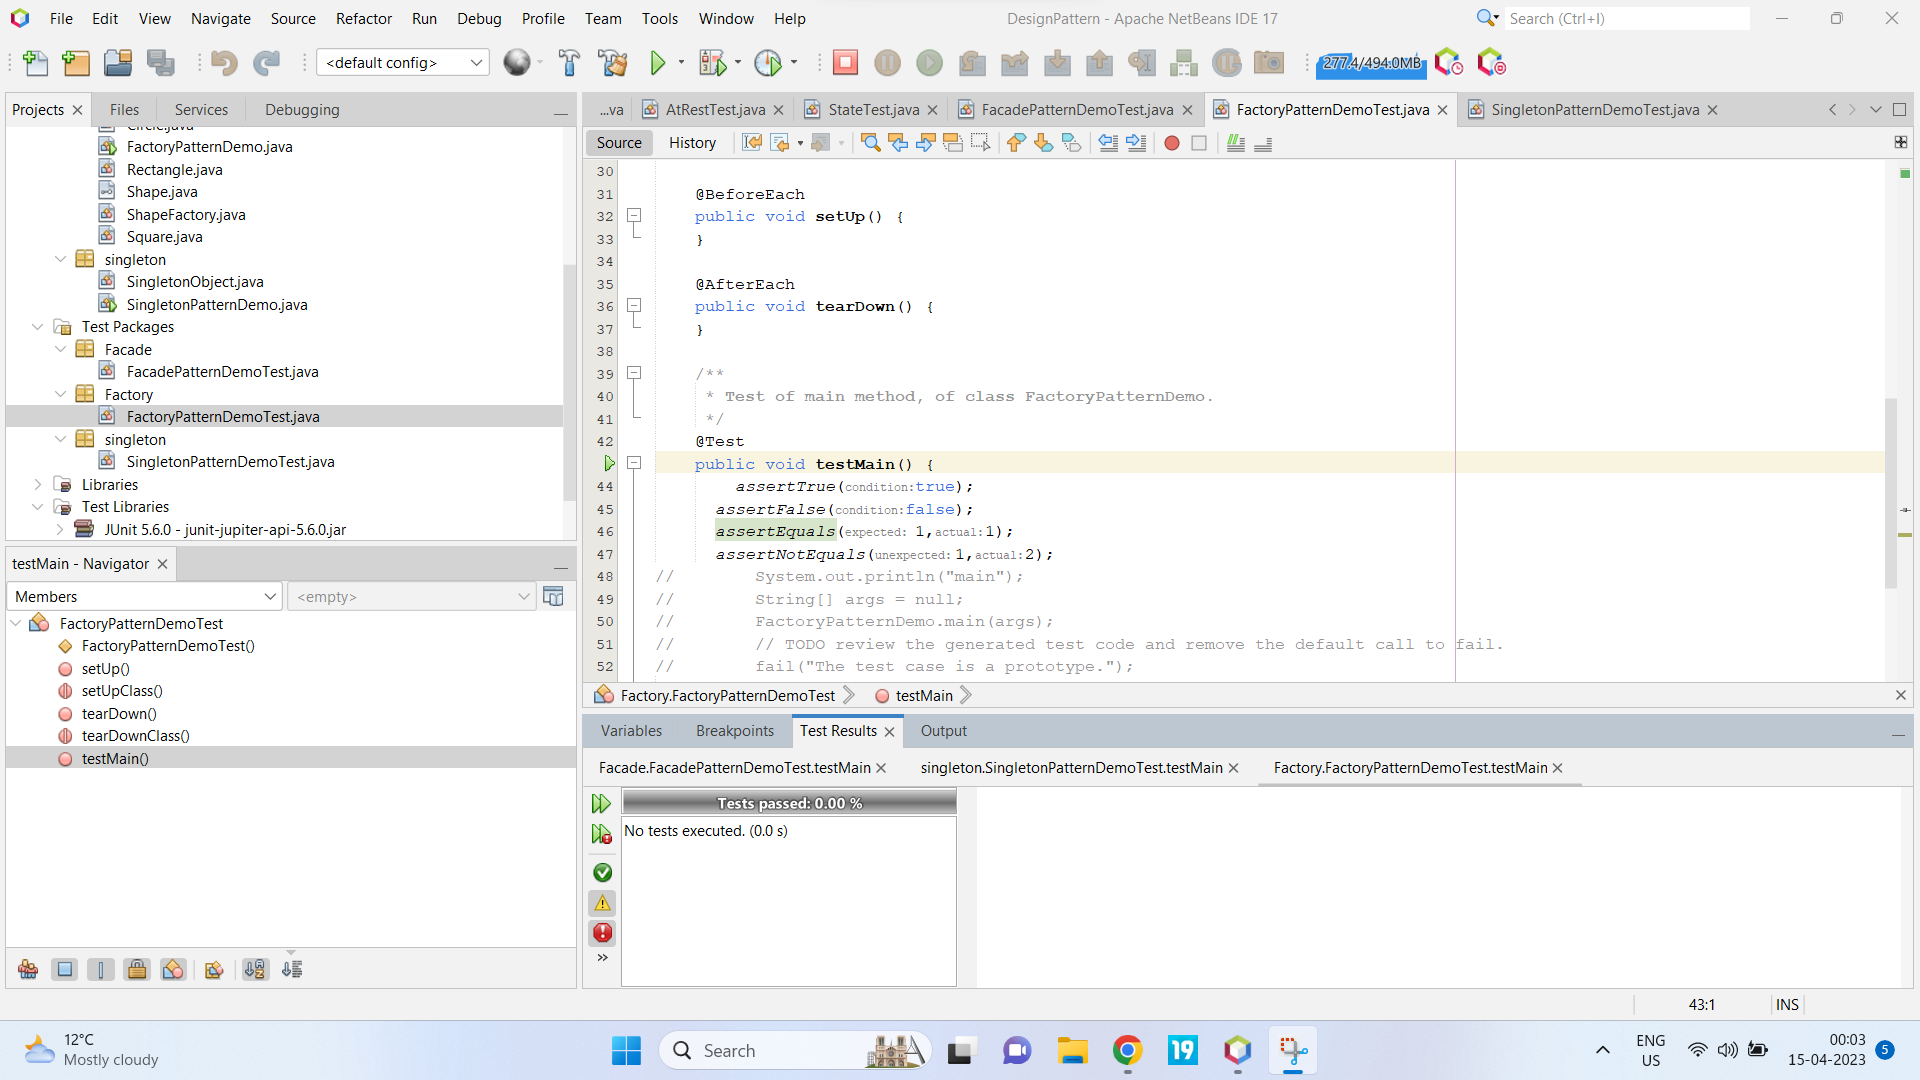 File Edit View Navigate Source Refactor Run Debug Profile Team Tools Window Help
DesignPattern - Apache NetBeans IDE 17
Search (Ctrl+I)
<default config>
277.4/494.0MB
Projects
Files
Services
Debugging
Circle.java
FactoryPatternDemo.java
Rectangle.java
Shape.java
ShapeFactory.java
Square.java
singleton
SingletonObject.java
SingletonPatternDemo.java
Test Packages
Facade
FacadePatternDemoTest.java
Factory
FactoryPatternDemoTest.java
singleton
SingletonPatternDemoTest.java
Libraries
Test Libraries
JUnit 5.6.0 - junit-jupiter-api-5.6.0.jar
testMain - Navigator
Members
<empty>
FactoryPatternDemoTest
FactoryPatternDemoTest()
setUp()
setUpClass()
tearDown()
tearDownClass()
testMain()
...va
AtRestTest.java
StateTest.java
FacadePatternDemoTest.java
FactoryPatternDemoTest.java
SingletonPatternDemoTest.java
Source
History
30
31 @BeforeEach
32 public void setUp() {
33 }
34
35 @AfterEach
36 public void tearDown() {
37 }
38
39 /**
40 * Test of main method, of class FactoryPatternDemo.
41 */
42 @Test
public void testMain() {
44 assertTrue(condition:true);
45 assertFalse(condition:false);
46 assertEquals(expected: 1,actual:1);
47 assertNotEquals(unexpected:1,actual:2);
48 // System.out.println("main");
49 // String[] args = null;
50 // FactoryPatternDemo.main(args);
51 // // TODO review the generated test code and remove the default call to fail.
52 // fail("The test case is a prototype.");
Factory.FactoryPatternDemoTest
testMain
Variables
Breakpoints
Test Results
Output
Facade.FacadePatternDemoTest.testMain
singleton.SingletonPatternDemoTest.testMain
Factory.FactoryPatternDemoTest.testMain
Tests passed: 0.00 %
No tests executed. (0.0 s)
43:1
INS
12°C
Mostly cloudy
Search
19
ENG
US
00:03
15-04-2023
5